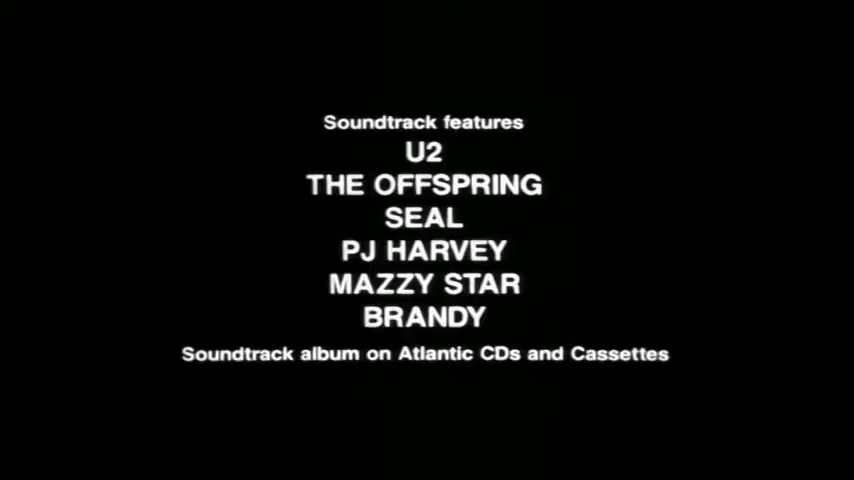 Soundtrack features
U2
THE OFFSPRING
SEAL
PJ HARVEY
MAZZY STAR
BRANDY
Soundtrack album on Atlantic CDs and Cassettes